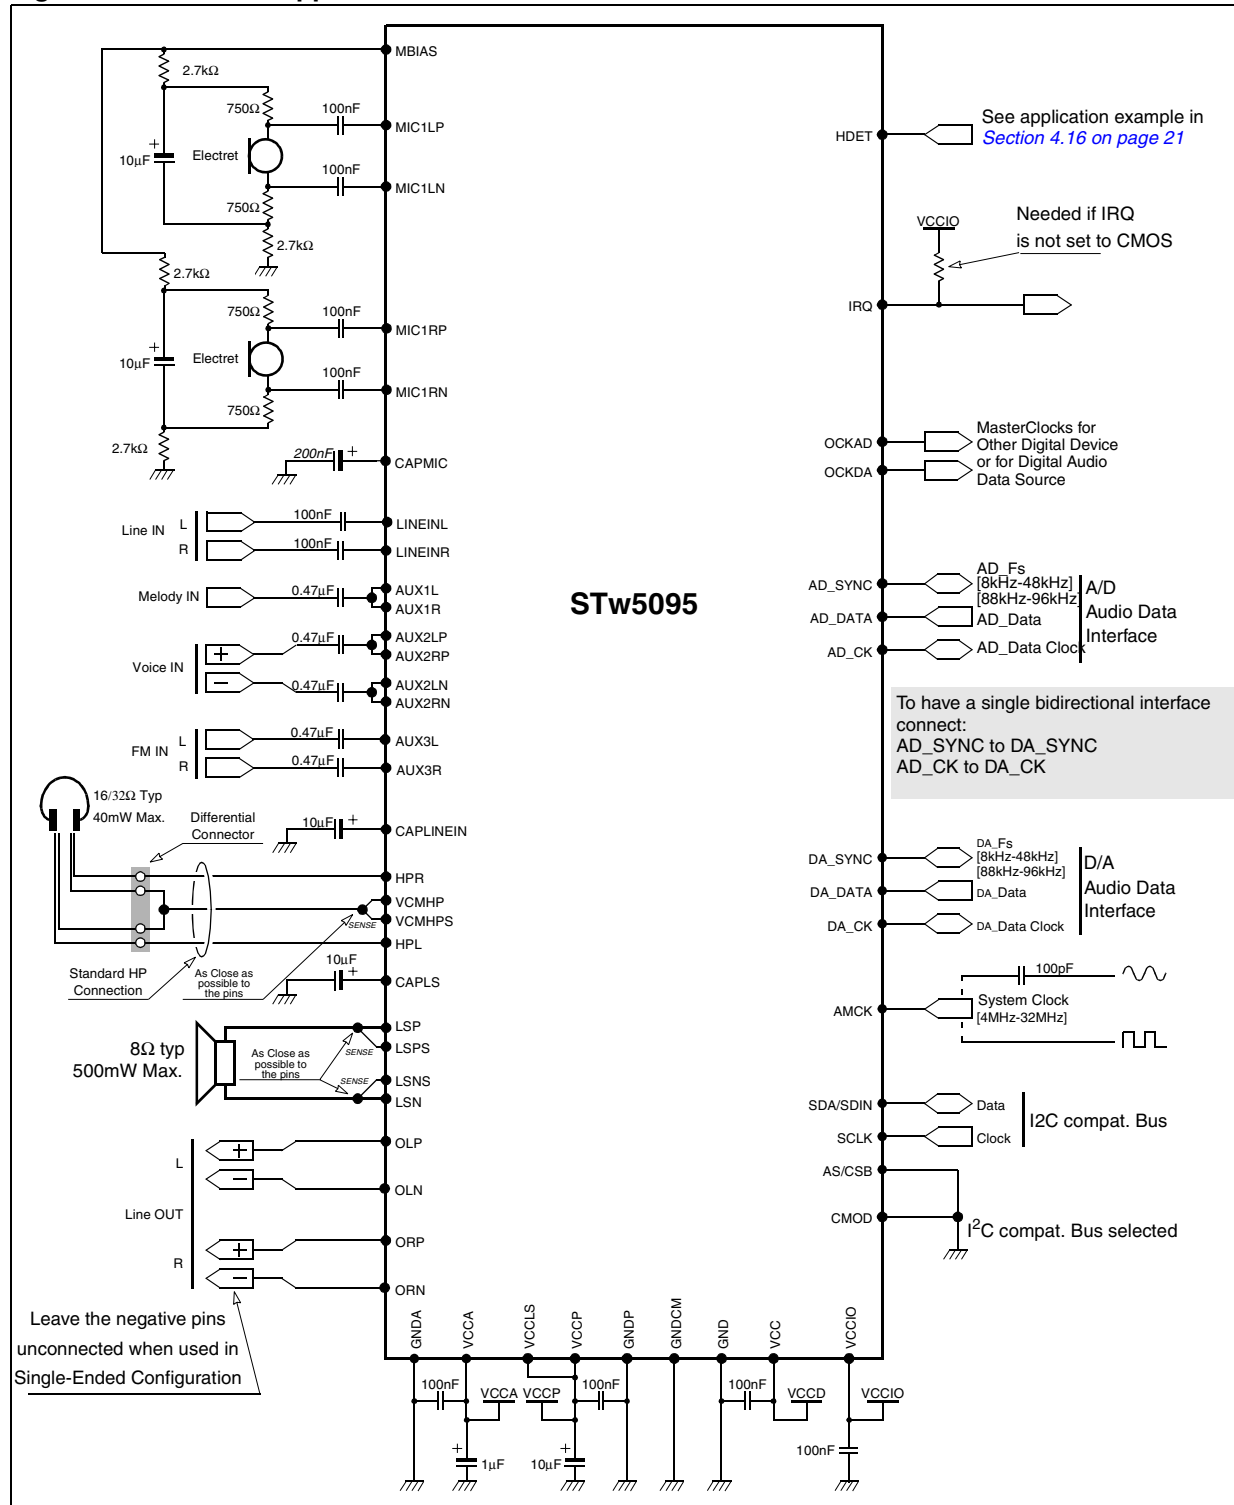 MBIAS
2.7kΩ
750Ω
100nF
MIC1LP
10µF
+
Electret
100nF
MIC1LN
750Ω
2.7kΩ
2.7kΩ
750Ω
100nF
MIC1RP
10µF
+
Electret
100nF
MIC1RN
750Ω
2.7kΩ
200nF
+
CAPMIC
Line IN
L
100nF
LINEINL
R
100nF
LINEINR
Melody IN
0.47µF
AUX1L
AUX1R
Voice IN
+
0.47µF
AUX2LP
AUX2RP
−
0.47µF
AUX2LN
AUX2RN
FM IN
L
0.47µF
AUX3L
R
0.47µF
AUX3R
16/32Ω Typ
40mW Max.
Differential
Connector
10µF
+
CAPLINEIN
HPR
VCMHP
VCMHPS
SENSE
HPL
Standard HP
Connection
As Close as
possible to
the pins
10µF
+
CAPLS
8Ω typ
500mW Max.
As Close as
possible to
the pins
LSP
SENSE
LSPS
SENSE
LSNS
LSN
Line OUT
L
+
OLP
−
OLN
R
+
ORP
−
ORN
Leave the negative pins
unconnected when used in
Single-Ended Configuration
STw5095
HDET
See application example in
Section 4.16 on page 21
VCCIO
Needed if IRQ
is not set to CMOS
IRQ
OCKAD
OCKDA
MasterClocks for
Other Digital Device
or for Digital Audio
Data Source
AD_SYNC
AD_Fs
[8kHz-48kHz]
[88kHz-96kHz]
AD_DATA
AD_Data
AD_CK
AD_Data Clock
A/D
Audio Data
Interface
To have a single bidirectional interface
connect:
AD_SYNC to DA_SYNC
AD_CK to DA_CK
DA_SYNC
DA_Fs
[8kHz-48kHz]
[88kHz-96kHz]
DA_DATA
DA_Data
DA_CK
DA_Data Clock
D/A
Audio Data
Interface
100pF
AMCK
System Clock
[4MHz-32MHz]
SDA/SDIN
Data
SCLK
Clock
I2C compat. Bus
AS/CSB
CMOD
I²C compat. Bus selected
GNDA
VCCA
VCCLS
VCCP
GNDP
GNDCM
GND
VCC
VCCIO
100nF
VCCA
VCCP
100nF
100nF
VCCD
VCCIO
+
1µF
10µF
+
100nF